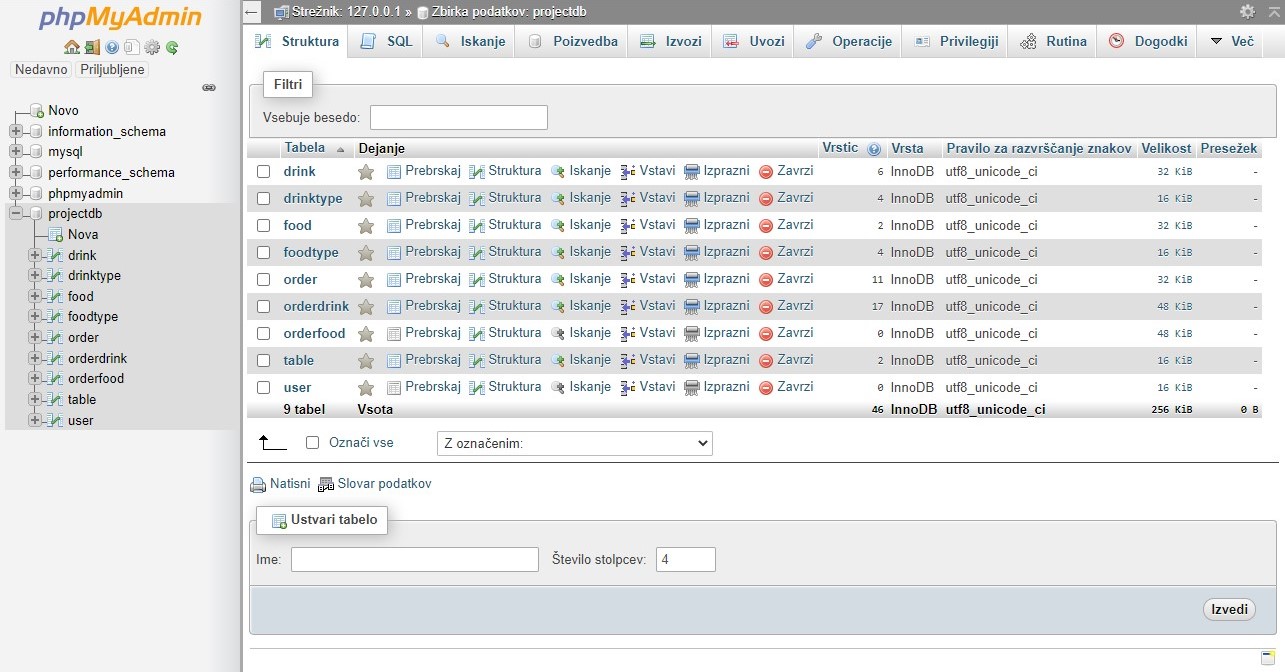 phpMyAdmin
Nedavno Priljubljene
Novo
information_schema
mysql
performance_schema
phpmyadmin
projectdb
Nova
drink
drinktype
food
foodtype
order
orderdrink
orderfood
table
user
Strežnik: 127.0.0.1 » Zbirka podatkov: projectdb
Struktura SQL Iskanje Poizvedba Izvozi Uvozi Operacije Privilegiji Rutina Dogodki Več
Filtri
Vsebuje besedo:
Tabela Dejanje Vrstic Vrsta Pravilo za razvrščanje znakov Velikost Presežek
drink Prebrskaj Struktura Iskanje Vstavi Izprazni Zavrzi 6 InnoDB utf8_unicode_ci 32 KiB -
drinktype Prebrskaj Struktura Iskanje Vstavi Izprazni Zavrzi 4 InnoDB utf8_unicode_ci 16 KiB -
food Prebrskaj Struktura Iskanje Vstavi Izprazni Zavrzi 2 InnoDB utf8_unicode_ci 32 KiB -
foodtype Prebrskaj Struktura Iskanje Vstavi Izprazni Zavrzi 4 InnoDB utf8_unicode_ci 16 KiB -
order Prebrskaj Struktura Iskanje Vstavi Izprazni Zavrzi 11 InnoDB utf8_unicode_ci 32 KiB -
orderdrink Prebrskaj Struktura Iskanje Vstavi Izprazni Zavrzi 17 InnoDB utf8_unicode_ci 48 KiB -
orderfood Prebrskaj Struktura Iskanje Vstavi Izprazni Zavrzi 0 InnoDB utf8_unicode_ci 48 KiB -
table Prebrskaj Struktura Iskanje Vstavi Izprazni Zavrzi 2 InnoDB utf8_unicode_ci 16 KiB -
user Prebrskaj Struktura Iskanje Vstavi Izprazni Zavrzi 0 InnoDB utf8_unicode_ci 16 KiB -
9 tabel Vsota 46 InnoDB utf8_unicode_ci 256 KiB 0 B
Označi vse Z označenim:
Natisni Slovar podatkov
Ustvari tabelo
Ime: Število stolpcev: 4
Izvedi